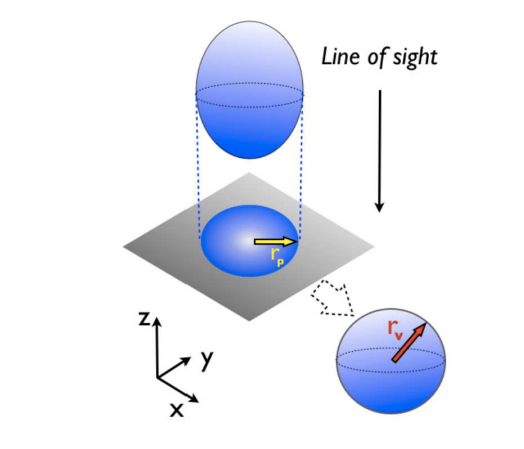 Line of sight
r_p
r_v
z
y
x